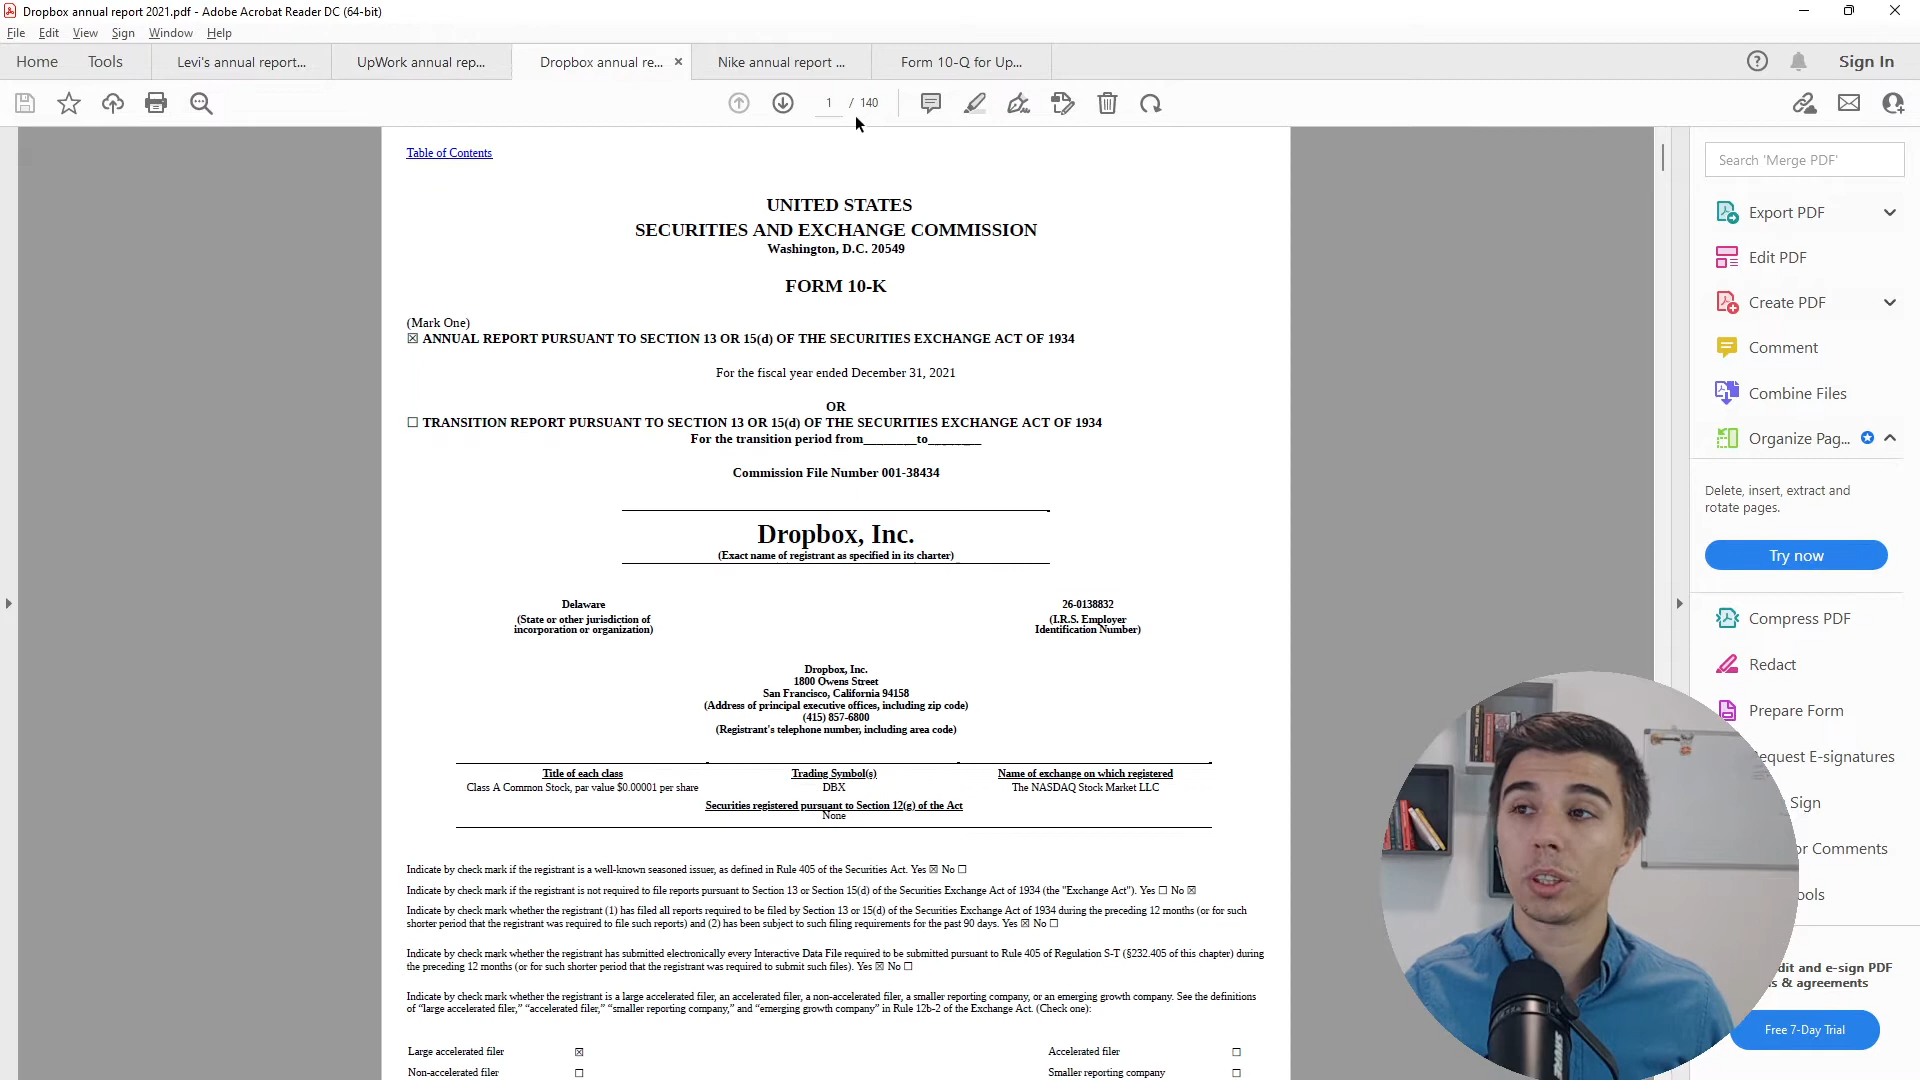 Dropbox annual report 2021.pdf - Adobe Acrobat Reader DC (64-bit)
File Edit View Sign Window Help
Home Tools Levi's annual report... UpWork annual rep... Dropbox annual re... × Nike annual report ... Form 10-Q for Up... Sign In
1 / 140
Table of Contents
UNITED STATES
SECURITIES AND EXCHANGE COMMISSION
Washington, D.C. 20549
FORM 10-K
(Mark One)
☒ ANNUAL REPORT PURSUANT TO SECTION 13 OR 15(d) OF THE SECURITIES EXCHANGE ACT OF 1934
For the fiscal year ended December 31, 2021
OR
☐ TRANSITION REPORT PURSUANT TO SECTION 13 OR 15(d) OF THE SECURITIES EXCHANGE ACT OF 1934
For the transition period from________to________
Commission File Number 001-38434
Dropbox, Inc.
(Exact name of registrant as specified in its charter)
Delaware
(State or other jurisdiction of
incorporation or organization)
26-0138832
(I.R.S. Employer
Identification Number)
Dropbox, Inc.
1800 Owens Street
San Francisco, California 94158
(Address of principal executive offices, including zip code)
(415) 857-6800
(Registrant's telephone number, including area code)
Title of each class Trading Symbol(s) Name of exchange on which registered
Class A Common Stock, par value $0.00001 per share DBX The NASDAQ Stock Market LLC
Securities registered pursuant to Section 12(g) of the Act
None
Indicate by check mark if the registrant is a well-known seasoned issuer, as defined in Rule 405 of the Securities Act. Yes ☒ No ☐
Indicate by check mark if the registrant is not required to file reports pursuant to Section 13 or Section 15(d) of the Securities Exchange Act of 1934 (the "Exchange Act"). Yes ☐ No ☒
Indicate by check mark whether the registrant (1) has filed all reports required to be filed by Section 13 or 15(d) of the Securities Exchange Act of 1934 during the preceding 12 months (or for such
shorter period that the registrant was required to file such reports) and (2) has been subject to such filing requirements for the past 90 days. Yes ☒ No ☐
Indicate by check mark whether the registrant has submitted electronically every Interactive Data File required to be submitted pursuant to Rule 405 of Regulation S-T (§232.405 of this chapter) during
the preceding 12 months (or for such shorter period that the registrant was required to submit such files). Yes ☒ No ☐
Indicate by check mark whether the registrant is a large accelerated filer, an accelerated filer, a non-accelerated filer, a smaller reporting company, or an emerging growth company. See the definitions
of “large accelerated filer,” “accelerated filer,” “smaller reporting company,” and “emerging growth company” in Rule 12b-2 of the Exchange Act. (Check one):
Large accelerated filer ☒ Accelerated filer ☐
Non-accelerated filer ☐ Smaller reporting company ☐
Search 'Merge PDF'
Export PDF
Edit PDF
Create PDF
Comment
Combine Files
Organize Pag...
Delete, insert, extract and
rotate pages.
Try now
Compress PDF
Redact
Prepare Form
equest E-signatures
Sign
or Comments
ools
dit and e-sign PDF
s & agreements
Free 7-Day Trial